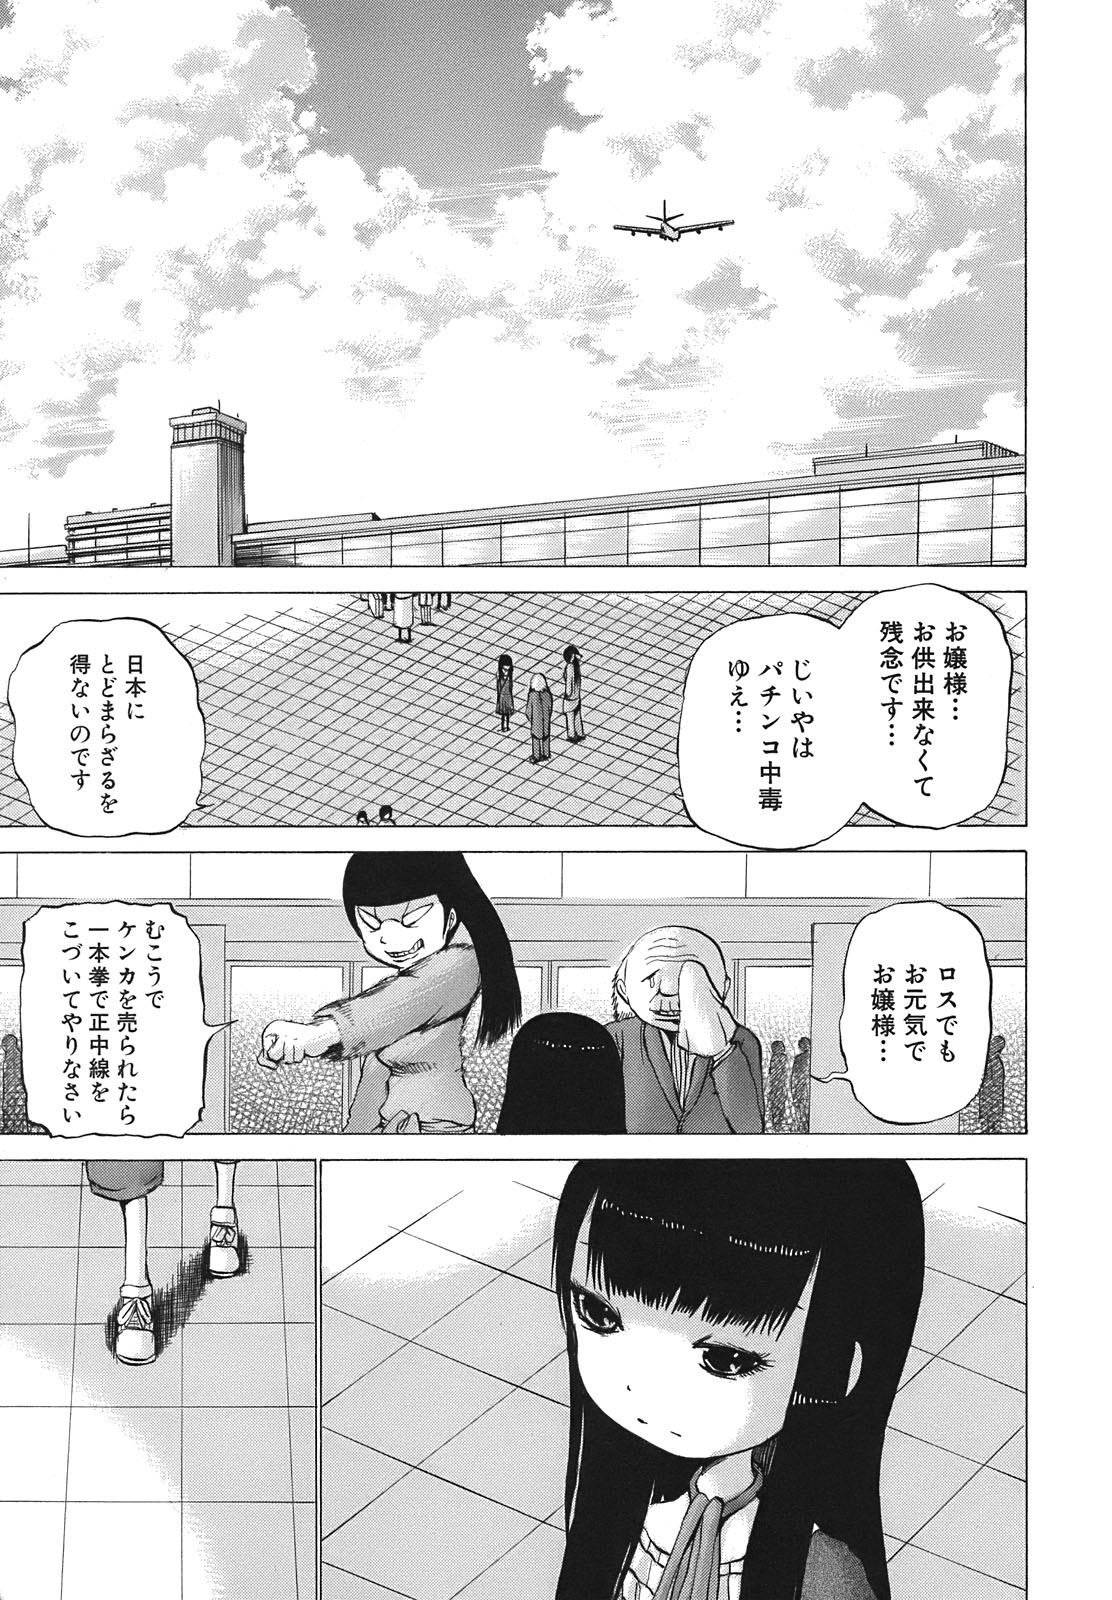 お嬢様…
お供出来なくて
残念です…
じいやは
パチンコ中毒
ゆえ…
日本に
とどまらざるを
得ないのです
ロスでも
お元気で
お嬢様…
むこうで
ケンカを売られたら
一本拳で正中線を
こづいてやりなさい